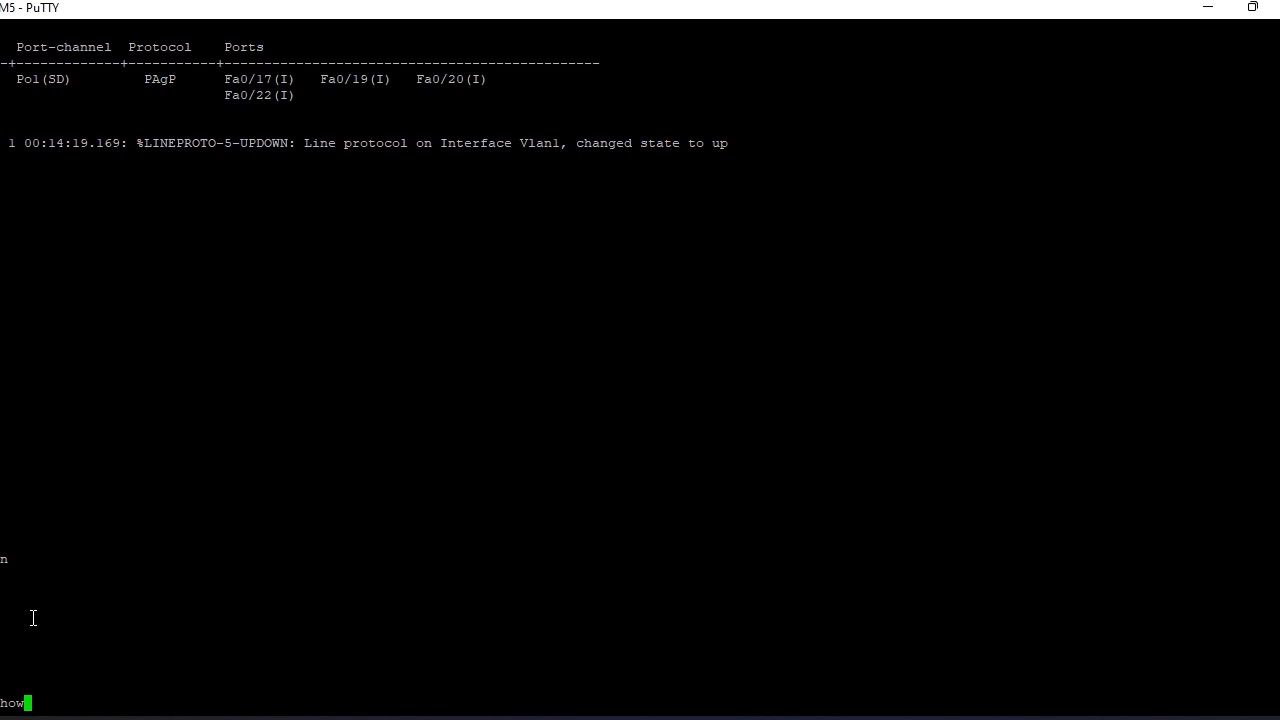 M5 - PuTTY
Port-channel  Protocol    Ports
-+-------------+-----------+-----------------------------------------------
Po1(SD)         PAgP      Fa0/17(I)   Fa0/19(I)   Fa0/20(I)
Fa0/22(I)
1 00:14:19.169: %LINEPROTO-5-UPDOWN: Line protocol on Interface Vlan1, changed state to up
n
how